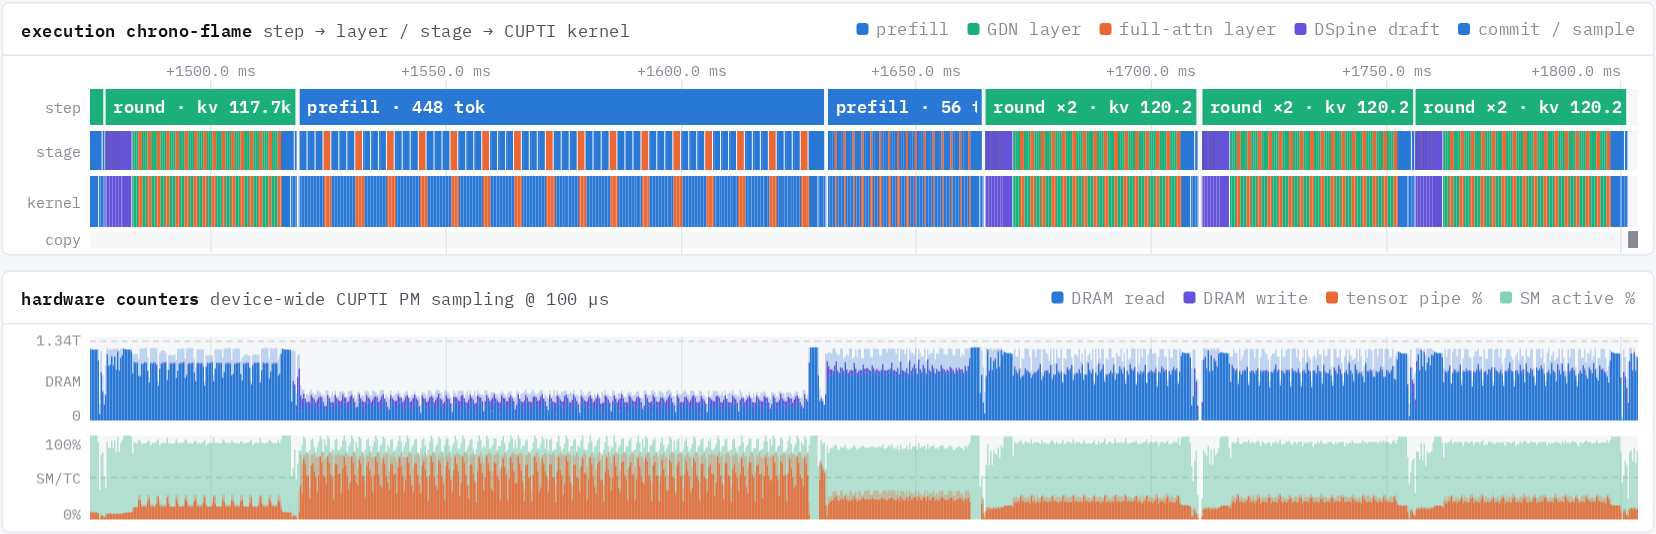 execution chrono-flame step → layer / stage → CUPTI kernel
prefill GDN layer full-attn layer DSpine draft commit / sample
+1500.0 ms +1550.0 ms +1600.0 ms +1650.0 ms +1700.0 ms +1750.0 ms +1800.0 ms
step round · kv 117.7k prefill · 448 tok prefill · 56 t round ×2 · kv 120.2 round ×2 · kv 120.2 round ×2 · kv 120.2
stage
kernel
copy
hardware counters device-wide CUPTI PM sampling @ 100 µs
DRAM read DRAM write tensor pipe % SM active %
1.34T
DRAM
0
100%
SM/TC
0%